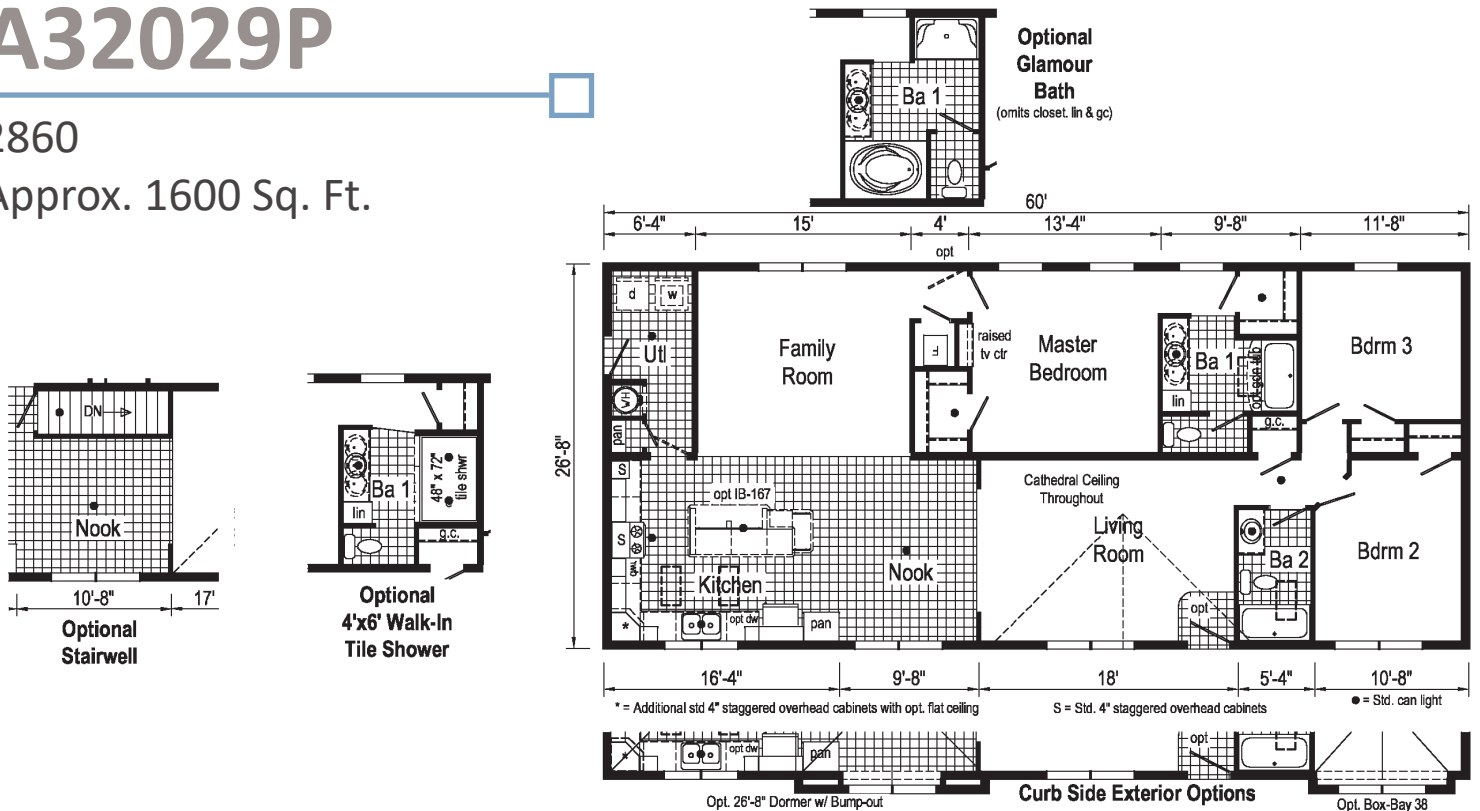 A32029P
2860
Approx. 1600 Sq. Ft.
Ba 1
Optional
Glamour
Bath
(omits closet. lin & gc)
60'
6'-4" 15' 4' 13'-4" 9'-8" 11'-8"
opt
26'-8"
d w
Utl
WH
pan
Family
Room
F
raised
tv ctr
Master
Bedroom
Ba 1
lin
opt gdn tub
g.c.
Bdrm 3
S
S
opt IB-167
Kitchen
Nook
*
opt dw
pan
Cathedral Ceiling
Throughout
Living
Room
opt
Ba 2
Bdrm 2
16'-4" 9'-8" 18' 5'-4" 10'-8"
* = Additional std 4" staggered overhead cabinets with opt. flat ceiling
S = Std. 4" staggered overhead cabinets
● = Std. can light
*
opt dw
pan
opt
Opt. 26'-8" Dormer w/ Bump-out
Curb Side Exterior Options
Opt. Box-Bay 38
DN
Nook
10'-8" 17'
Optional
Stairwell
Ba 1
lin
48" x 72"
tile shwr
g.c.
Optional
4'x6' Walk-In
Tile Shower